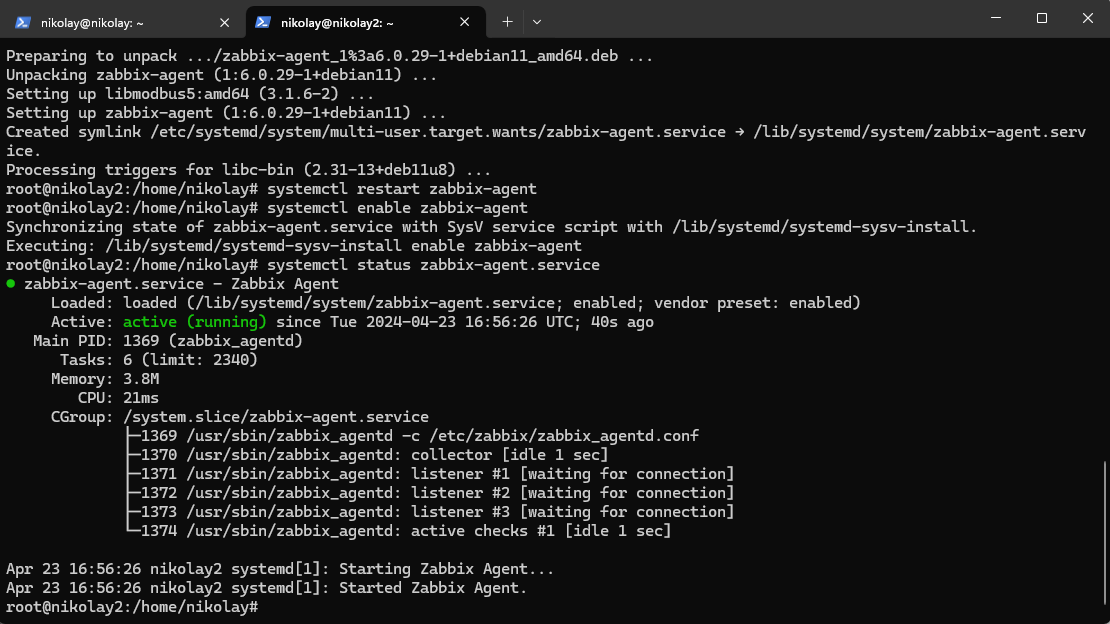 nikolay@nikolay: ~
nikolay@nikolay2: ~
Preparing to unpack .../zabbix-agent_1%3a6.0.29-1+debian11_amd64.deb ...
Unpacking zabbix-agent (1:6.0.29-1+debian11) ...
Setting up libmodbus5:amd64 (3.1.6-2) ...
Setting up zabbix-agent (1:6.0.29-1+debian11) ...
Created symlink /etc/systemd/system/multi-user.target.wants/zabbix-agent.service → /lib/systemd/system/zabbix-agent.serv
ice.
Processing triggers for libc-bin (2.31-13+deb11u8) ...
root@nikolay2:/home/nikolay# systemctl restart zabbix-agent
root@nikolay2:/home/nikolay# systemctl enable zabbix-agent
Synchronizing state of zabbix-agent.service with SysV service script with /lib/systemd/systemd-sysv-install.
Executing: /lib/systemd/systemd-sysv-install enable zabbix-agent
root@nikolay2:/home/nikolay# systemctl status zabbix-agent.service
● zabbix-agent.service - Zabbix Agent
     Loaded: loaded (/lib/systemd/system/zabbix-agent.service; enabled; vendor preset: enabled)
     Active: active (running) since Tue 2024-04-23 16:56:26 UTC; 40s ago
   Main PID: 1369 (zabbix_agentd)
      Tasks: 6 (limit: 2340)
     Memory: 3.8M
        CPU: 21ms
     CGroup: /system.slice/zabbix-agent.service
             ├─1369 /usr/sbin/zabbix_agentd -c /etc/zabbix/zabbix_agentd.conf
             ├─1370 /usr/sbin/zabbix_agentd: collector [idle 1 sec]
             ├─1371 /usr/sbin/zabbix_agentd: listener #1 [waiting for connection]
             ├─1372 /usr/sbin/zabbix_agentd: listener #2 [waiting for connection]
             ├─1373 /usr/sbin/zabbix_agentd: listener #3 [waiting for connection]
             └─1374 /usr/sbin/zabbix_agentd: active checks #1 [idle 1 sec]

Apr 23 16:56:26 nikolay2 systemd[1]: Starting Zabbix Agent...
Apr 23 16:56:26 nikolay2 systemd[1]: Started Zabbix Agent.
root@nikolay2:/home/nikolay#